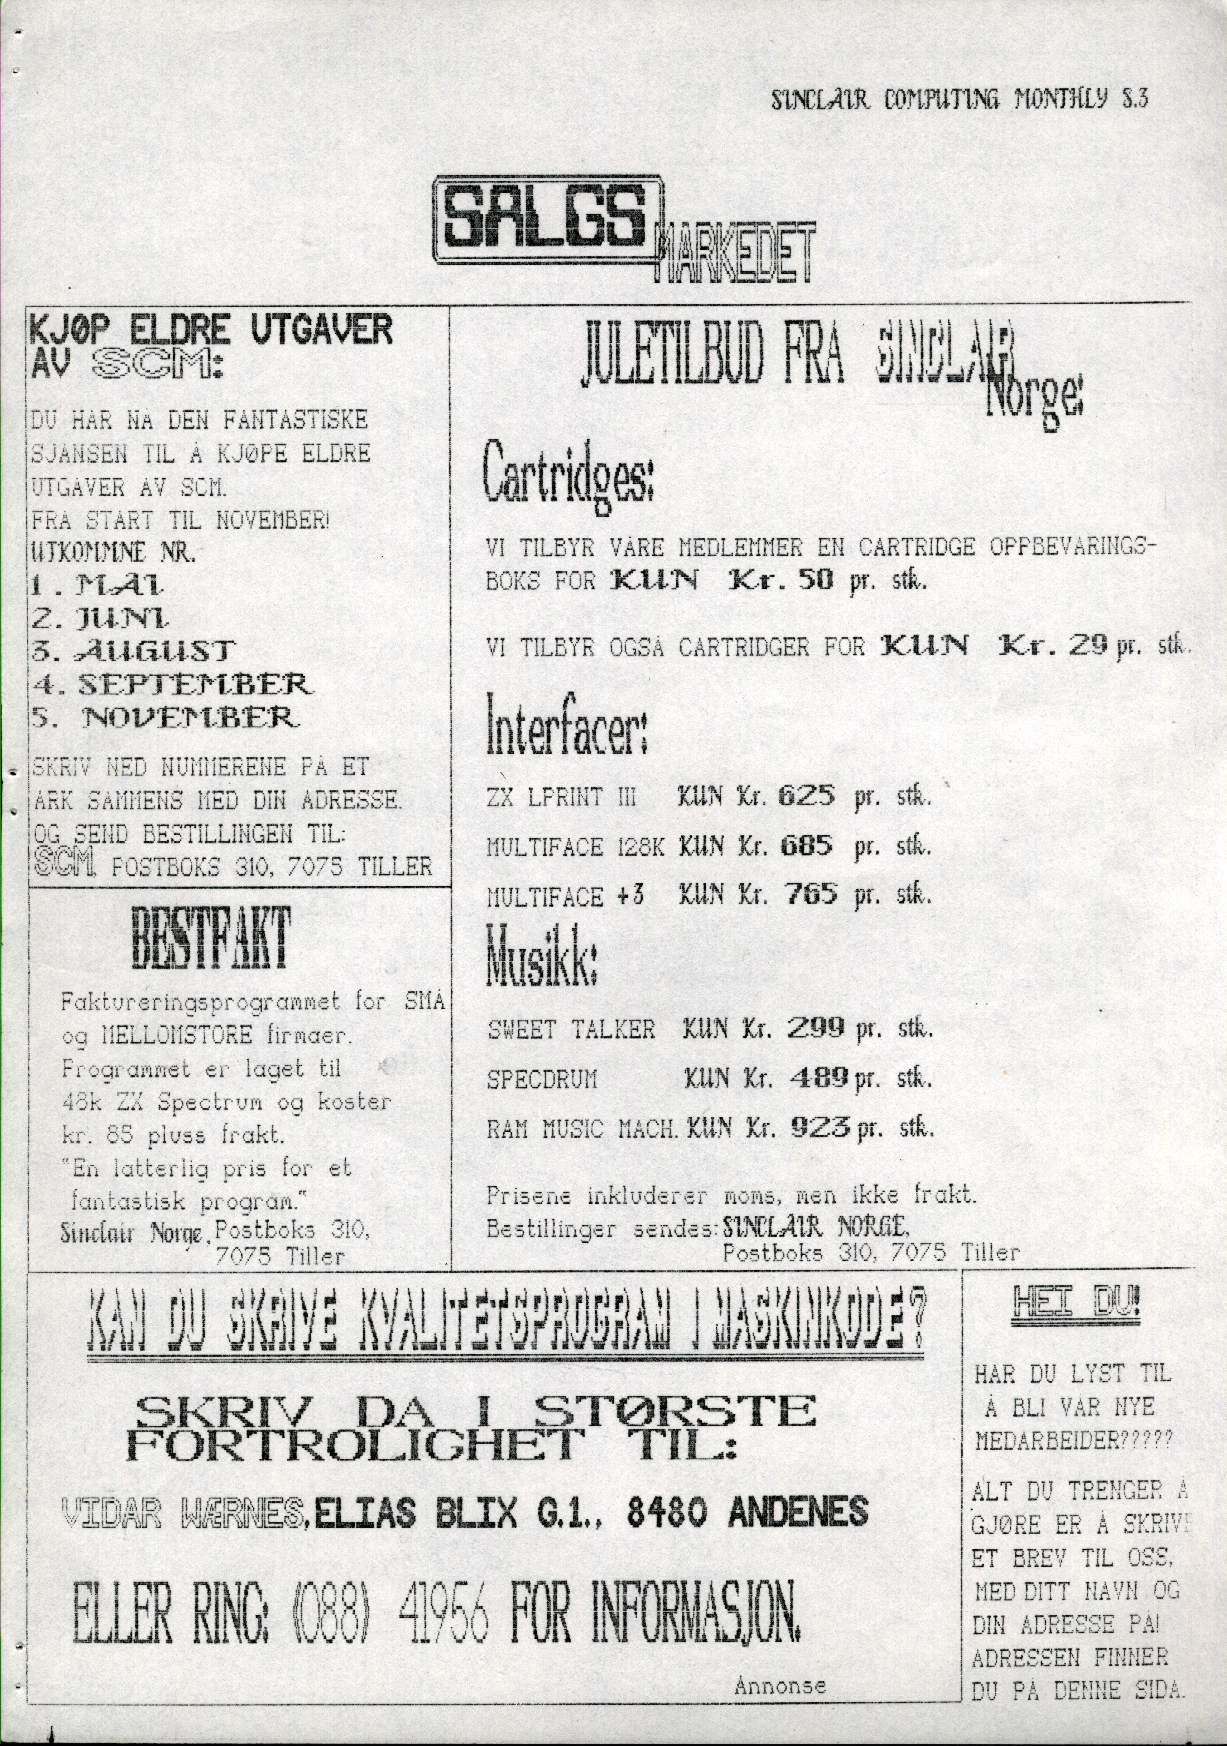 SINCLAIR COMPUTING MONTHLY S.3
SALGS
MARKEDET
KJØP ELDRE UTGAVER
AV SCM:
DU HAR NÅ DEN FANTASTISKE
SJANSEN TIL Å KJØPE ELDRE
UTGAVER AV SCM.
FRA START TIL NOVEMBER!
UTKOMMNE NR.
1. MAI
2. JUNI
3. AUGUST
4. SEPTEMBER
5. NOVEMBER
SKRIV NED NUMMERENE PÅ ET
ARK SAMMENS MED DIN ADRESSE.
OG SEND BESTILLINGEN TIL:
SCM, POSTBOKS 310, 7075 TILLER
BESTFAKT
Faktureringsprogrammet for SMÅ
og MELLOMSTORE firmaer.
Programmet er laget til
48k ZX Spectrum og koster
kr. 85 pluss frakt.
"En latterlig pris for et
fantastisk program."
Sinclair Norge, Postboks 310,
7075 Tiller
JULETILBUD FRA SINCLAIR
Norge:
Cartridges:
VI TILBYR VÅRE MEDLEMMER EN CARTRIDGE OPPBEVARINGS-
BOKS FOR KUN Kr. 50 pr. stk.
VI TILBYR OGSÅ CARTRIDGER FOR KUN Kr. 29 pr. stk.
Interfacer:
ZX LPRINT III KUN Kr. 625 pr. stk.
MULTIFACE 128K KUN Kr. 685 pr. stk.
MULTIFACE +3 KUN Kr. 765 pr. stk.
Musikk:
SWEET TALKER KUN Kr. 299 pr. stk.
SPECDRUM KUN Kr. 489 pr. stk.
RAM MUSIC MACH. KUN Kr. 923 pr. stk.
Prisene inkluderer moms, men ikke frakt.
Bestillinger sendes: SINCLAIR NORGE,
Postboks 310, 7075 Tiller
KAN DU SKRIVE KVALITETSPROGRAM I MASKINKODE?
SKRIV DA I STØRSTE
FORTROLIGHET TIL:
VIDAR WÆRNES, ELIAS BLIX G.1., 8480 ANDENES
ELLER RING: (088) 41956 FOR INFORMASJON.
Annonse
HEI DU!
HAR DU LYST TIL
Å BLI VÅR NYE
MEDARBEIDER?????
ALT DU TRENGER Å
GJØRE ER Å SKRIVE
ET BREV TIL OSS,
MED DITT NAVN OG
DIN ADRESSE PÅ!
ADRESSEN FINNER
DU PÅ DENNE SIDA.